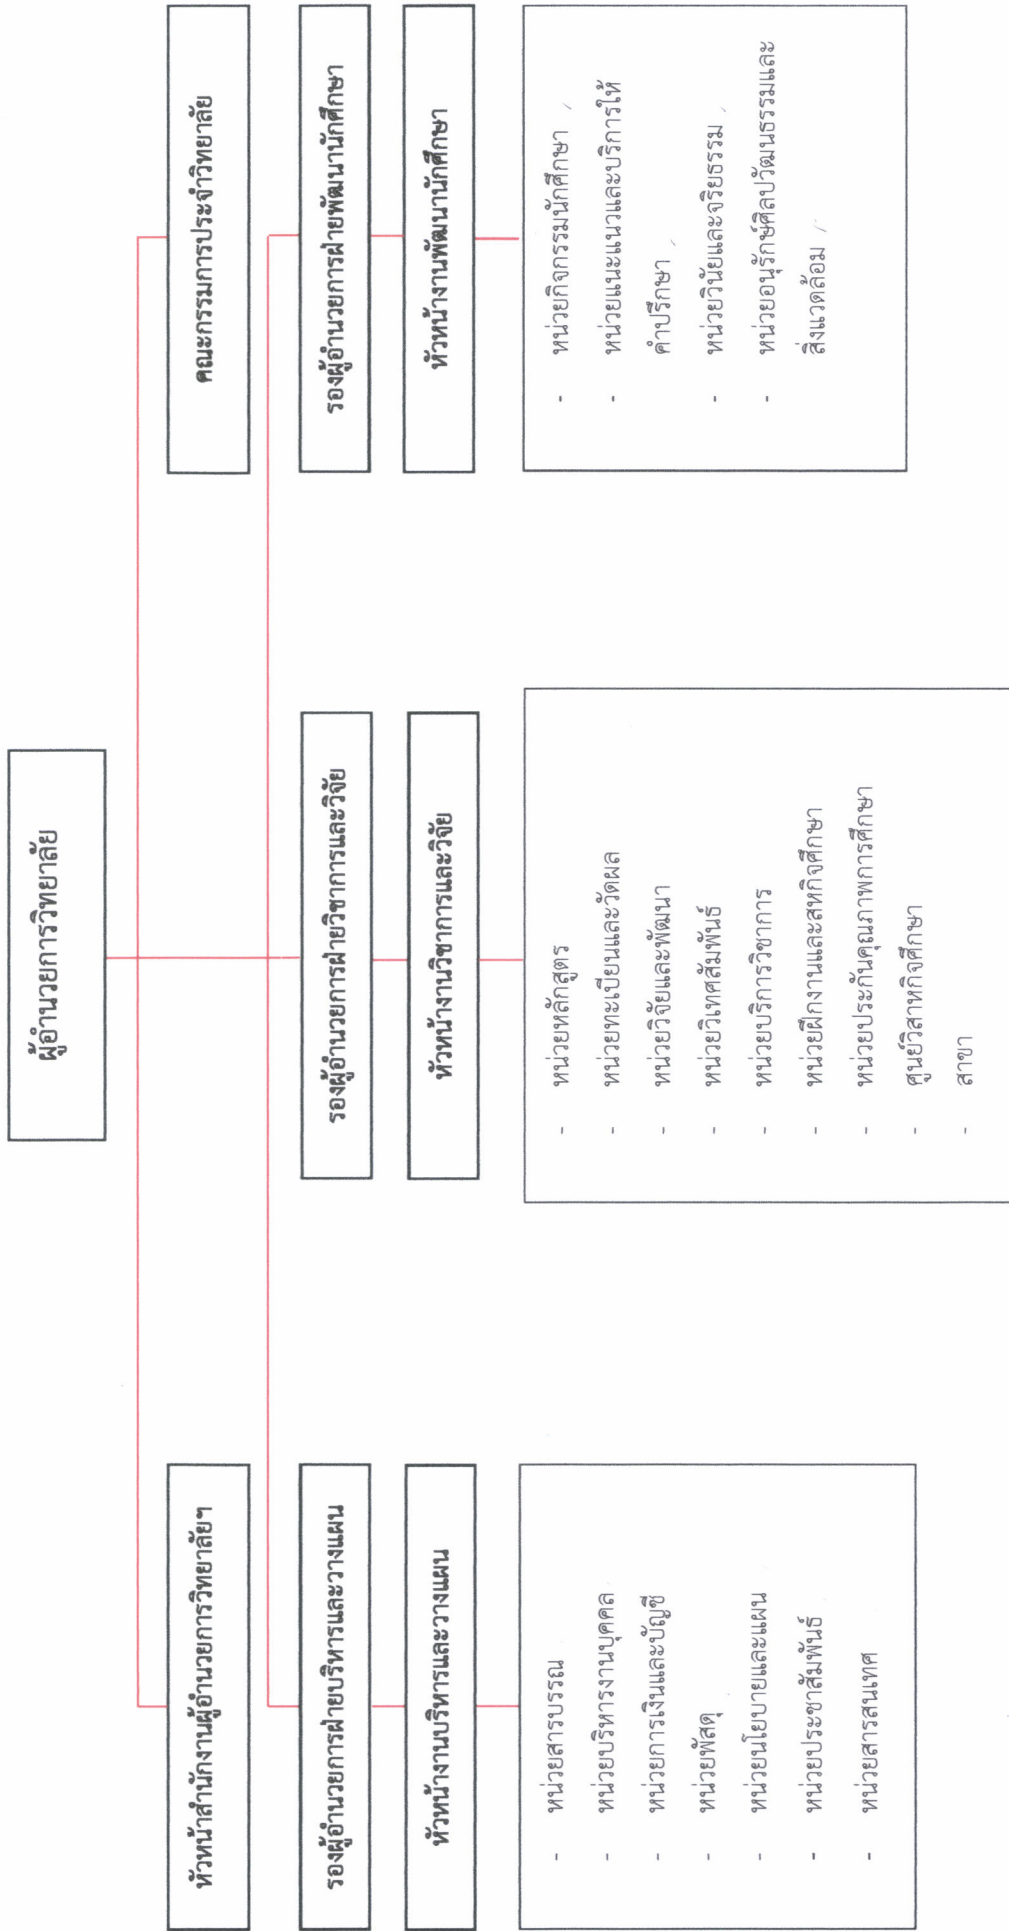 ผู้อำนวยการวิทยาลัย
หัวหน้าสำนักงานผู้อำนวยการวิทยาลัยฯ
คณะกรรมการประจำวิทยาลัย
รองผู้อำนวยการฝ่ายบริหารและวางแผน
รองผู้อำนวยการฝ่ายวิชาการและวิจัย
รองผู้อำนวยการฝ่ายพัฒนานักศึกษา
หัวหน้างานบริหารและวางแผน
หัวหน้างานวิชาการและวิจัย
หัวหน้างานพัฒนานักศึกษา
- หน่วยสารบรรณ
- หน่วยบริหารงานบุคคล
- หน่วยการเงินและบัญชี
- หน่วยพัสดุ
- หน่วยนโยบายและแผน
- หน่วยประชาสัมพันธ์
- หน่วยสารสนเทศ
- หน่วยหลักสูตร
- หน่วยทะเบียนและวัดผล
- หน่วยวิจัยและพัฒนา
- หน่วยวิเทศสัมพันธ์
- หน่วยบริการวิชาการ
- หน่วยฝึกงานและสหกิจศึกษา
- หน่วยประกันคุณภาพการศึกษา
- ศูนย์วิสาหกิจศึกษา
- สาขา
- หน่วยกิจกรรมนักศึกษา
- หน่วยแนะแนวและบริการให้
คำปรึกษา
- หน่วยวินัยและจริยธรรม
- หน่วยอนุรักษ์ศิลปวัฒนธรรมและ
สิ่งแวดล้อม